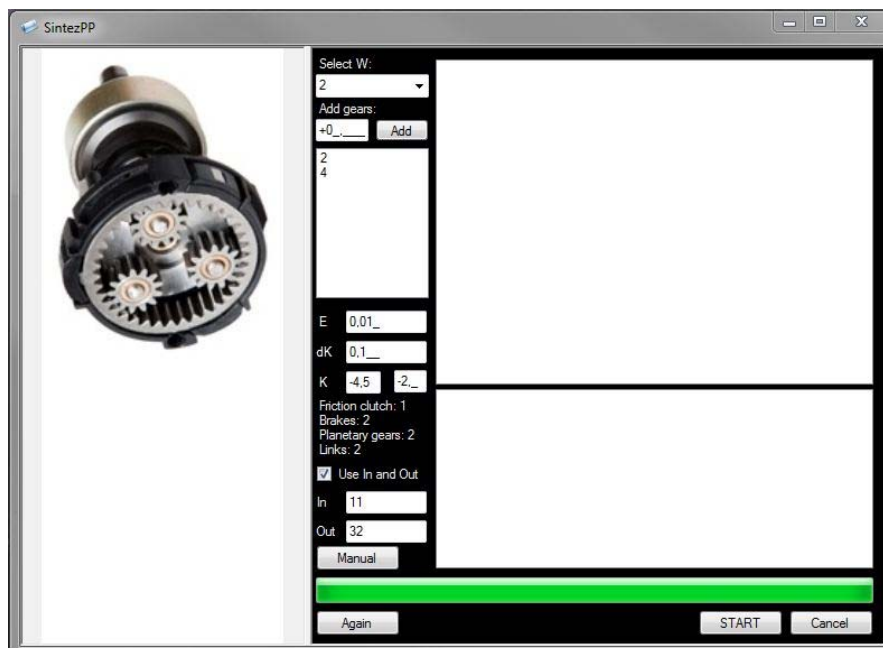 SintezPP
Select W:
2
Add gears:
+0_,___ Add
2
4
E 0,01_
dK 0,1__
K -4,5 -2,_
Friction clutch: 1
Brakes: 2
Planetary gears: 2
Links: 2
Use In and Out
In 11
Out 32
Manual
Again START Cancel